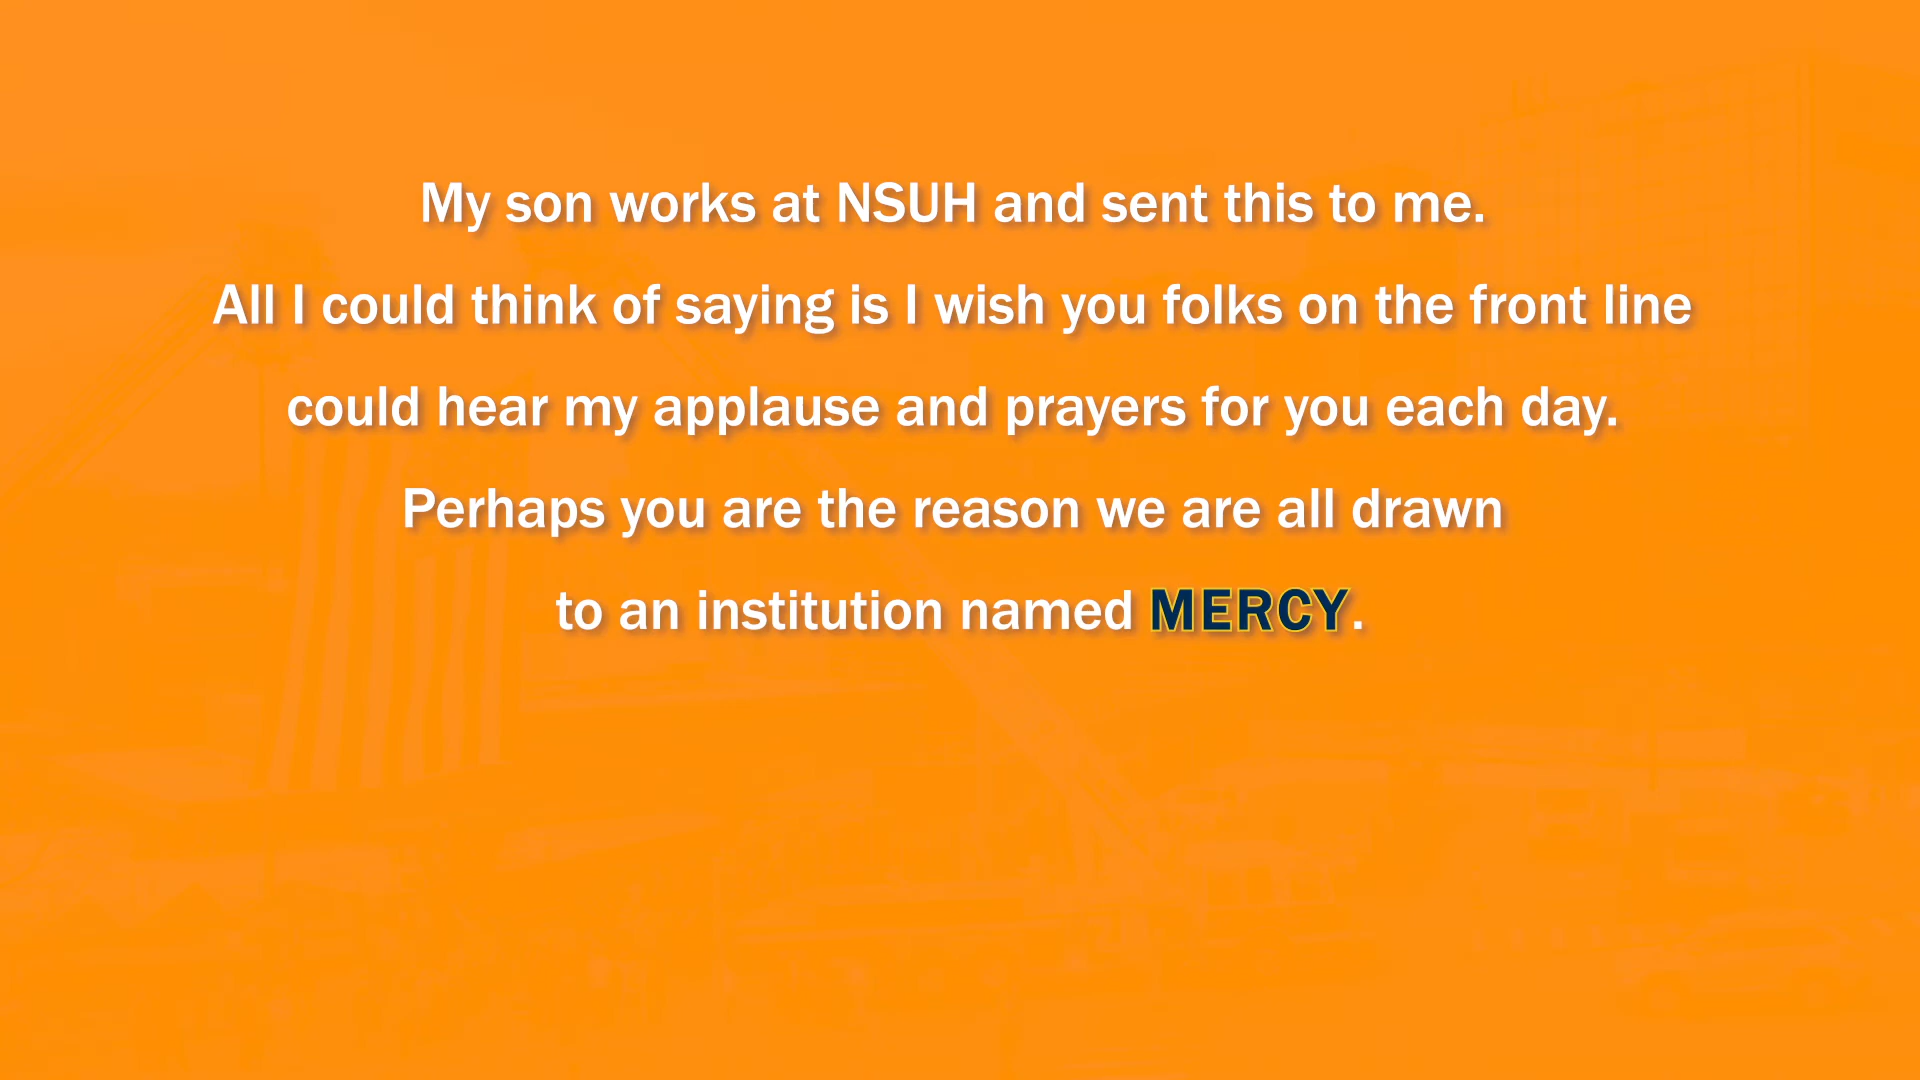 My son works at NSUH and sent this to me.
All I could think of saying is I wish you folks on the front line
could hear my applause and prayers for you each day.
Perhaps you are the reason we are all drawn
to an institution named MERCY.